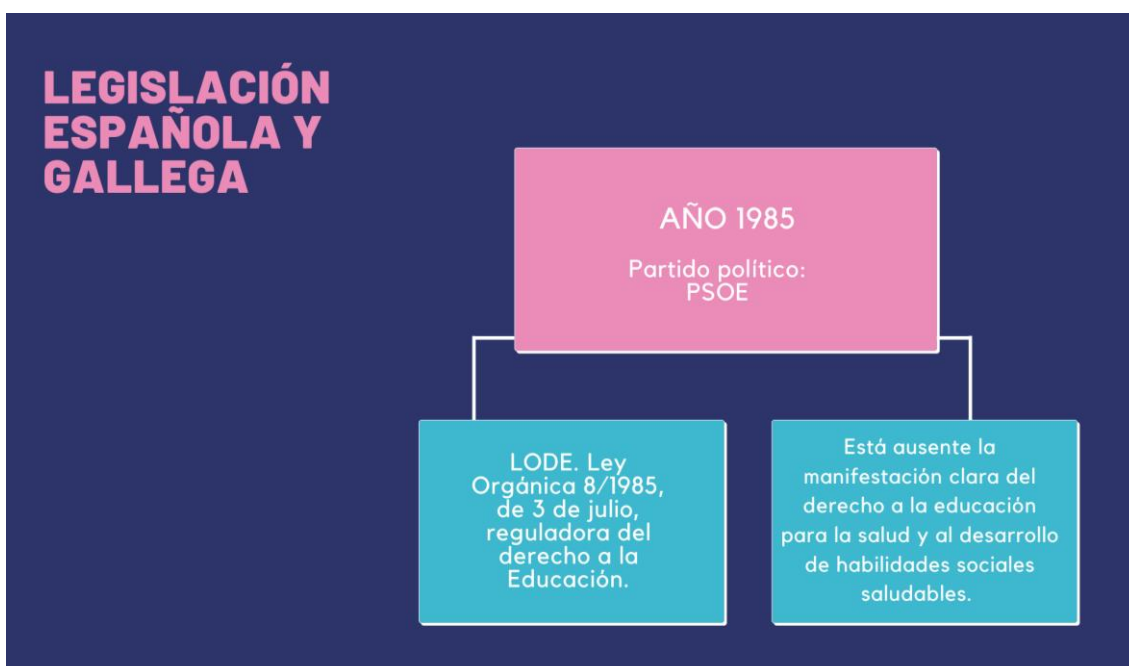 LEGISLACIÓN
ESPAÑOLA Y
GALLEGA
AÑO 1985
Partido político:
PSOE
LODE. Ley
Orgánica 8/1985,
de 3 de julio,
reguladora del
derecho a la
Educación.
Está ausente la
manifestación clara del
derecho a la educación
para la salud y al desarrollo
de habilidades sociales
saludables.